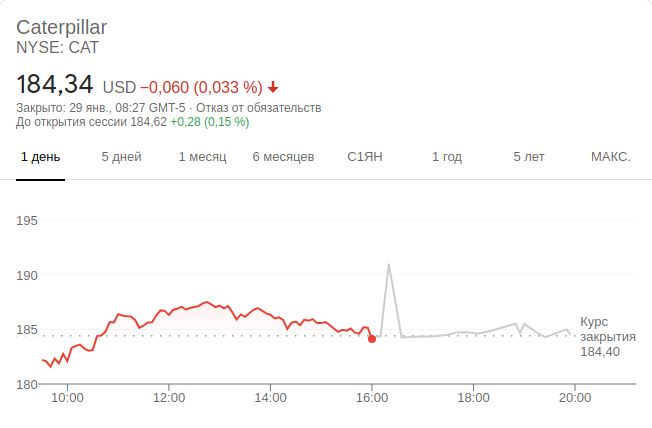 Caterpillar
NYSE: CAT
184,34 USD −0,060 (0,033 %)
Закрыто: 29 янв., 08:27 GMT-5 · Отказ от обязательств
До открытия сессии 184,62 +0,28 (0,15 %)
1 день 5 дней 1 месяц 6 месяцев С1ЯН 1 год 5 лет МАКС.
195
190
185
180
Курс
закрытия
184,40
10:00 12:00 14:00 16:00 18:00 20:00